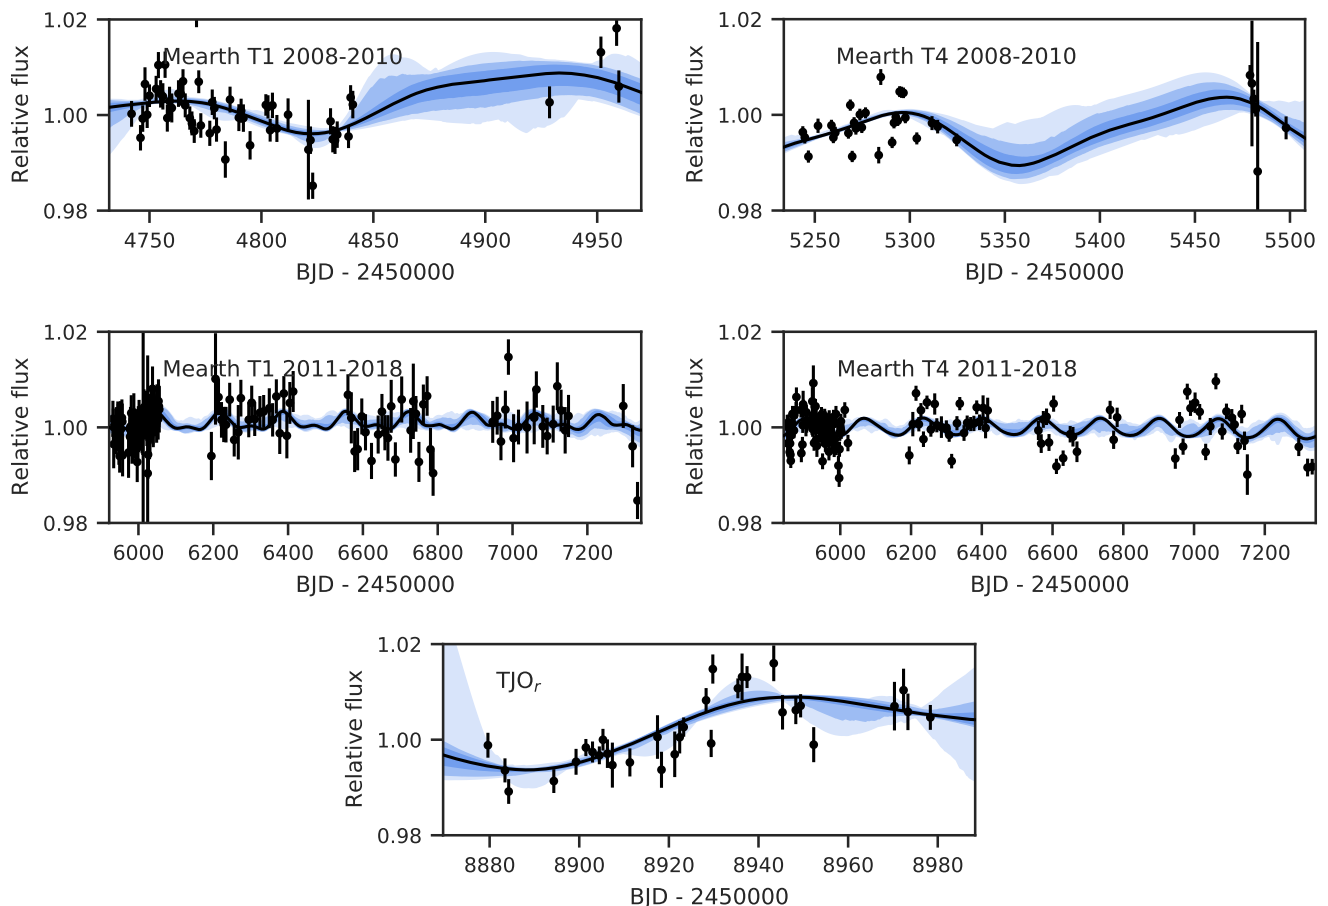 1.02
1.00
0.98
Relative flux
Mearth T1 2008-2010
4750 4800 4850 4900 4950
BJD - 2450000
1.02
1.00
0.98
Relative flux
Mearth T4 2008-2010
5250 5300 5350 5400 5450 5500
BJD - 2450000
1.02
1.00
0.98
Relative flux
Mearth T1 2011-2018
6000 6200 6400 6600 6800 7000 7200
BJD - 2450000
1.02
1.00
0.98
Relative flux
Mearth T4 2011-2018
6000 6200 6400 6600 6800 7000 7200
BJD - 2450000
1.02
1.00
0.98
Relative flux
TJOr
8880 8900 8920 8940 8960 8980
BJD - 2450000